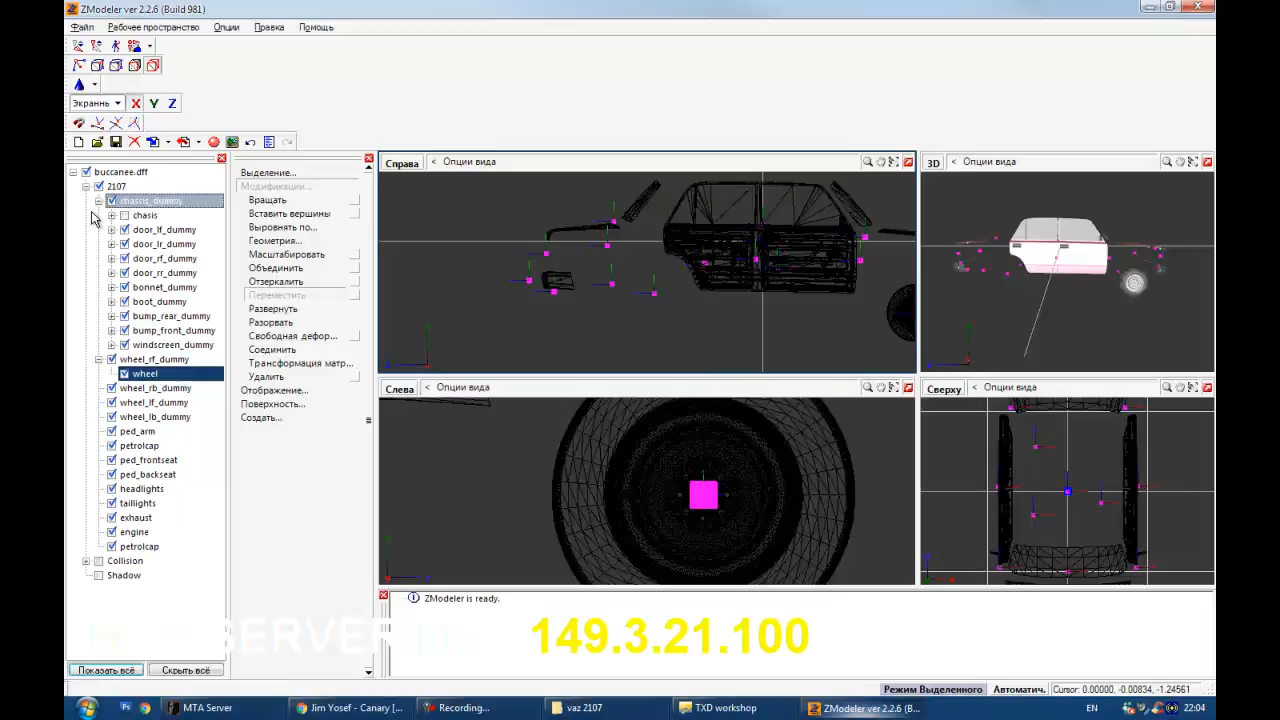 ZModeler ver 2.2.6 (Build 981)
Файл Рабочее пространство Опции Правка Помощь
Экраннь X Y Z
buccanee.dff
2107
chassis_dummy
chasis
door_lf_dummy
door_lr_dummy
door_rf_dummy
door_rr_dummy
bonnet_dummy
boot_dummy
bump_rear_dummy
bump_front_dummy
windscreen_dummy
wheel_rf_dummy
wheel
wheel_rb_dummy
wheel_lf_dummy
wheel_lb_dummy
ped_arm
petrolcap
ped_frontseat
ped_backseat
headlights
taillights
exhaust
engine
petrolcap
Collision
Shadow
Показать всё Скрыть всё
Выделение...
Модификации...
Вращать
Вставить вершины
Выровнять по...
Геометрия...
Масштабировать
Объединить
Отзеркалить
Переместить
Развернуть
Разорвать
Свободная дефор...
Соединить
Трансформация матр...
Удалить
Отображение...
Поверхность...
Создать...
Справа < Опции вида
3D < Опции вида
Слева < Опции вида
Сверху < Опции вида
ZModeler is ready.
SERVER 149.3.21.100
Режим Выделенного Автоматич. Cursor: 0.00000, -0.00834, -1.24561
MTA Server Jim Yosef - Canary [... Recording... vaz 2107 TXD workshop ZModeler ver 2.2.6 (B... EN 22:04